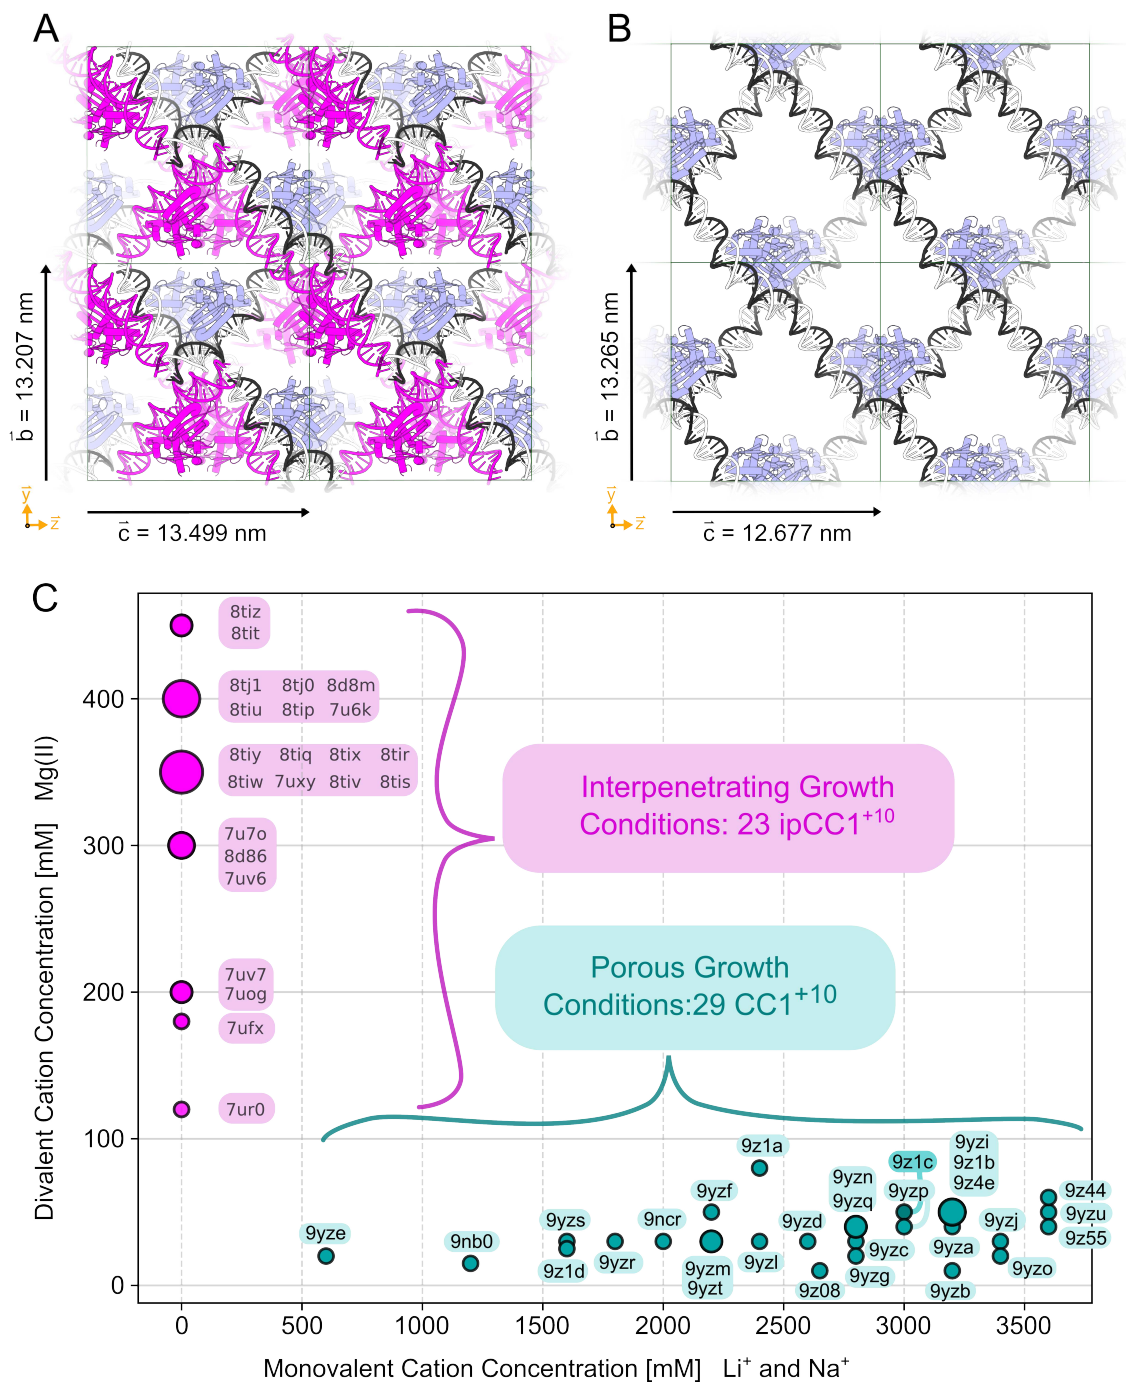 A
B
b = 13.207 nm
y
z
c = 13.499 nm
b = 13.265 nm
y
z
c = 12.677 nm
C
Divalent Cation Concentration [mM] Mg(II)
400
300
200
100
0
8tiz
8tit
8tj1 8tj0 8d8m
8tiu 8tip 7u6k
8tiy 8tiq 8tix 8tir
8tiw 7uxy 8tiv 8tis
7u7o
8d86
7uv6
7uv7
7uog
7ufx
7ur0
Interpenetrating Growth
Conditions: 23 ipCC1⁺¹⁰
Porous Growth
Conditions:29 CC1⁺¹⁰
9yze
9nb0
9yzs
9z1d
9yzr
9ncr
9yzf
9yzm
9yzt
9z1a
9yzl
9yzd
9z08
9yzn
9yzq
9yzc
9yzg
9z1c
9yzp
9yzi
9z1b
9z4e
9yza
9yzb
9yzj
9yzo
9z44
9yzu
9z55
0 500 1000 1500 2000 2500 3000 3500
Monovalent Cation Concentration [mM] Li⁺ and Na⁺